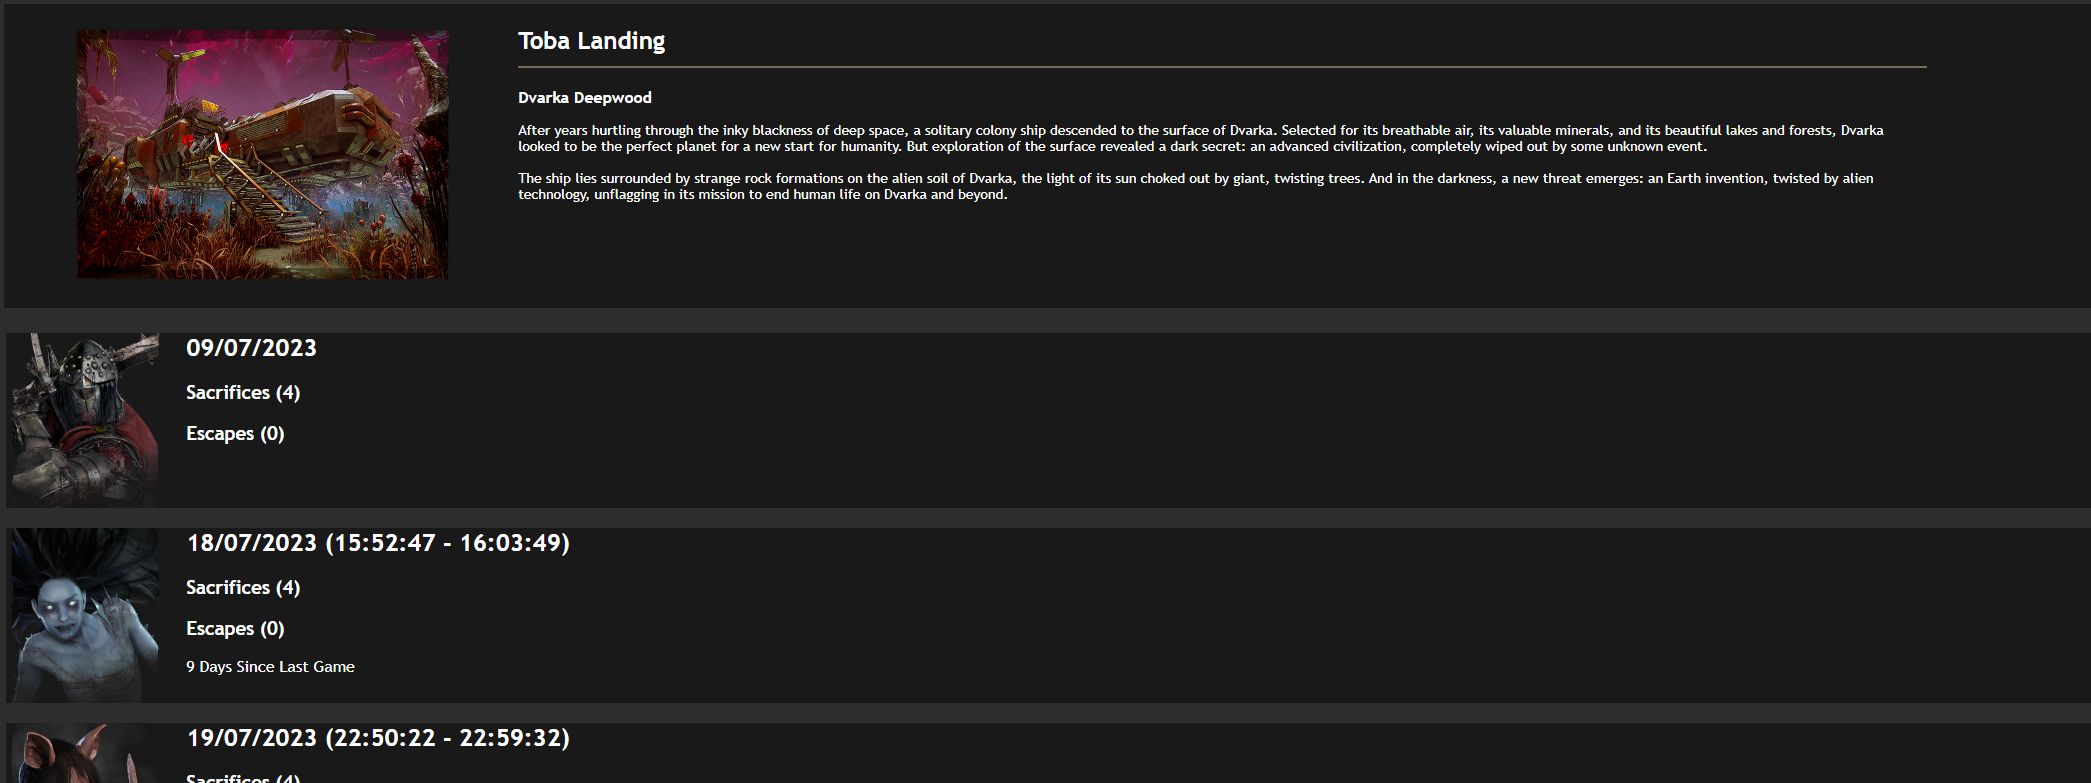 Toba Landing
Dvarka Deepwood
After years hurtling through the inky blackness of deep space, a solitary colony ship descended to the surface of Dvarka. Selected for its breathable air, its valuable minerals, and its beautiful lakes and forests, Dvarka
looked to be the perfect planet for a new start for humanity. But exploration of the surface revealed a dark secret: an advanced civilization, completely wiped out by some unknown event.
The ship lies surrounded by strange rock formations on the alien soil of Dvarka, the light of its sun choked out by giant, twisting trees. And in the darkness, a new threat emerges: an Earth invention, twisted by alien
technology, unflagging in its mission to end human life on Dvarka and beyond.
09/07/2023
Sacrifices (4)
Escapes (0)
18/07/2023 (15:52:47 - 16:03:49)
Sacrifices (4)
Escapes (0)
9 Days Since Last Game
19/07/2023 (22:50:22 - 22:59:32)
Sacrifices (4)